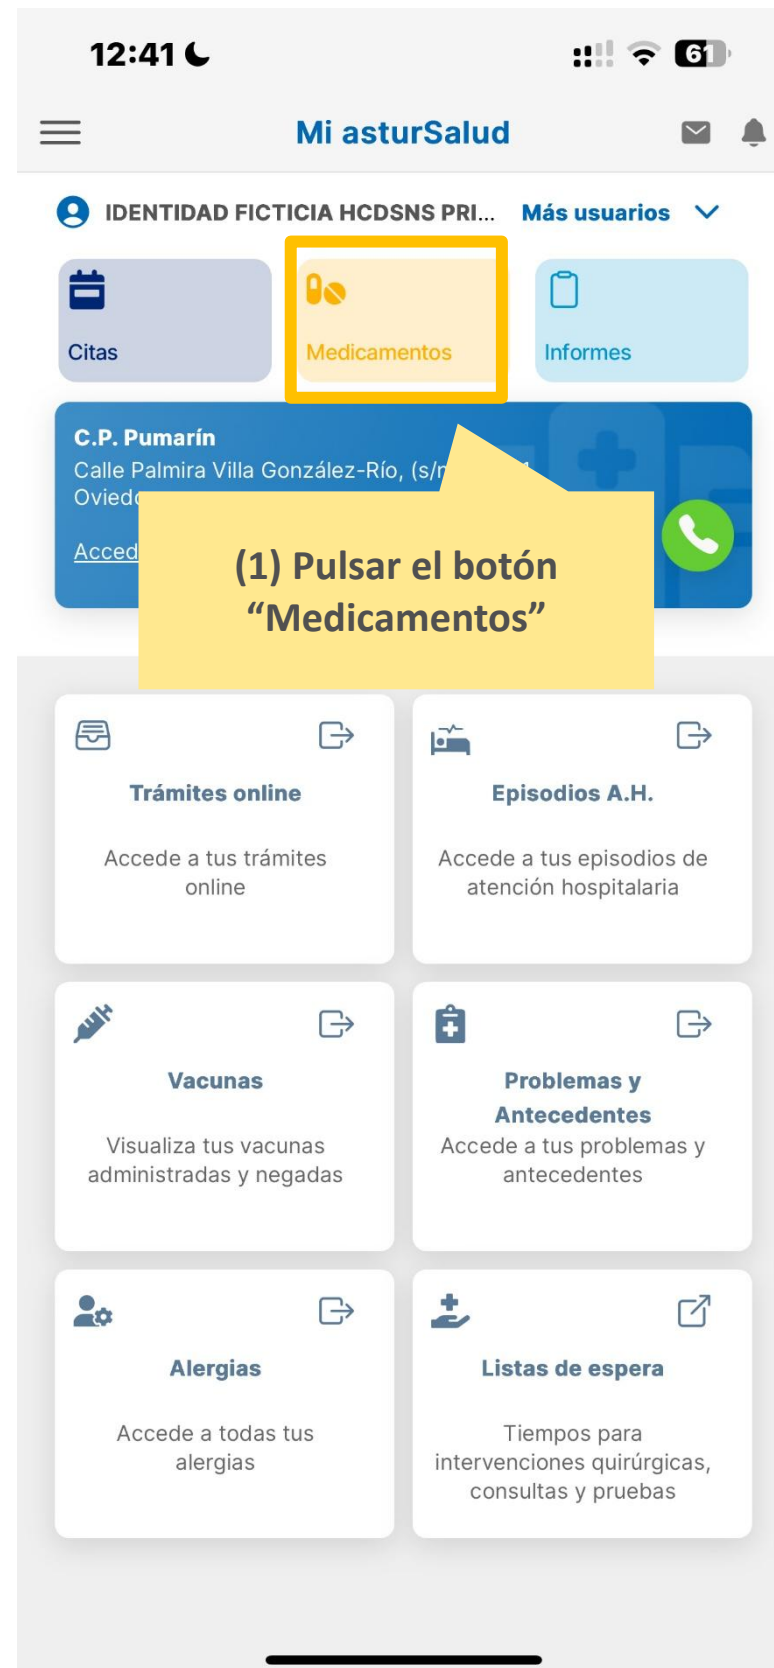 12:41
61
Mi asturSalud
IDENTIDAD FICTICIA HCDSNS PRI... Más usuarios
Citas
Medicamentos
Informes
C.P. Pumarín
Calle Palmira Villa González-Río, (s/n
Oviedo
Acced
(1) Pulsar el botón
“Medicamentos”
Trámites online
Accede a tus trámites
online
Episodios A.H.
Accede a tus episodios de
atención hospitalaria
Vacunas
Visualiza tus vacunas
administradas y negadas
Problemas y
Antecedentes
Accede a tus problemas y
antecedentes
Alergias
Accede a todas tus
alergias
Listas de espera
Tiempos para
intervenciones quirúrgicas,
consultas y pruebas